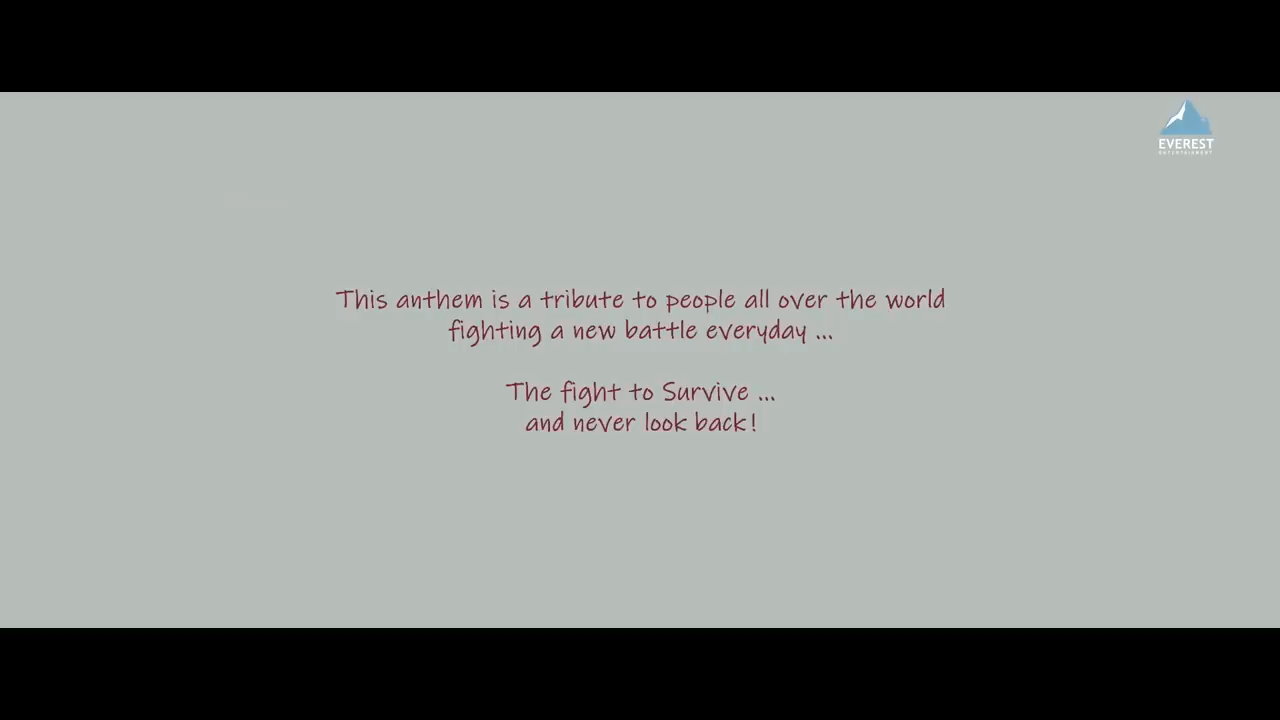 EVEREST
ENTERTAINMENT
This anthem is a tribute to people all over the world
fighting a new battle everyday ...
The fight to Survive ...
and never look back!